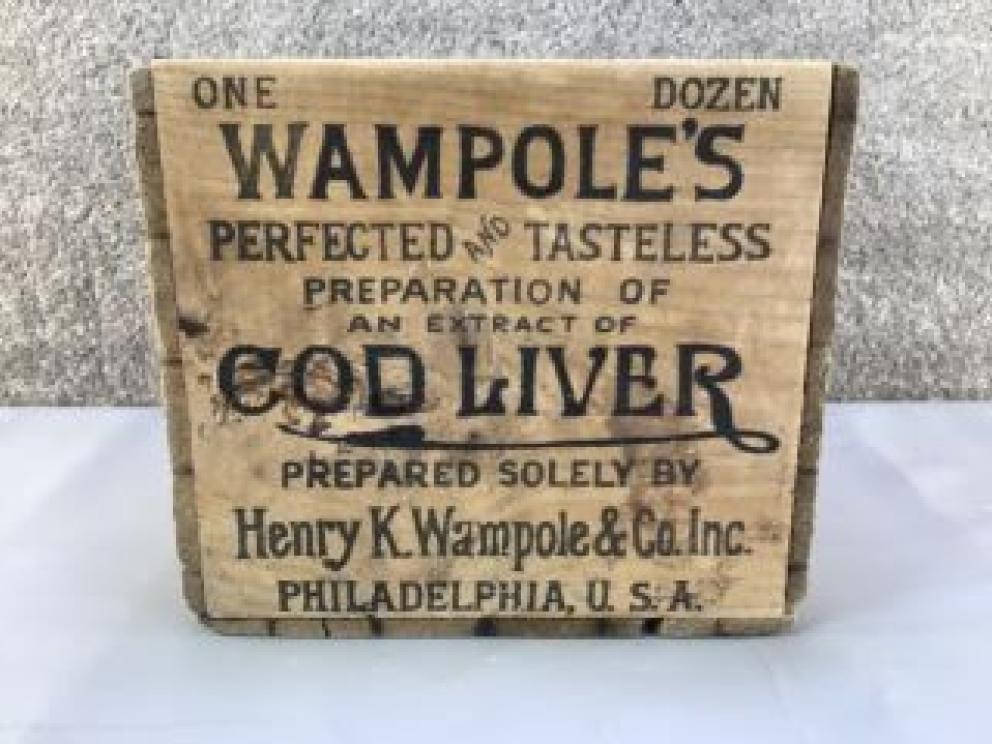 ONE DOZEN
WAMPOLE'S
PERFECTED AND TASTELESS
PREPARATION OF
AN EXTRACT OF
COD LIVER
PREPARED SOLELY BY
Henry K. Wampole & Co. Inc.
PHILADELPHIA, U. S. A.